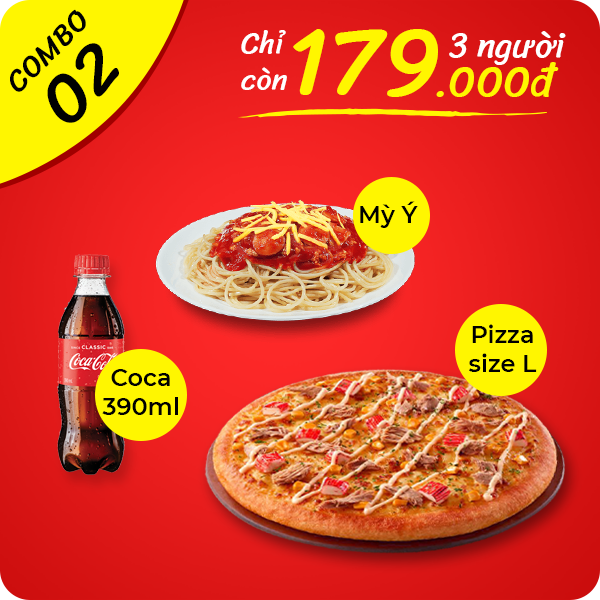 COMBO
02
Chỉ
còn
179.000đ
3 người
Mỳ Ý
CLASSIC
Coca-Cola
Coca
390ml
Pizza
size L